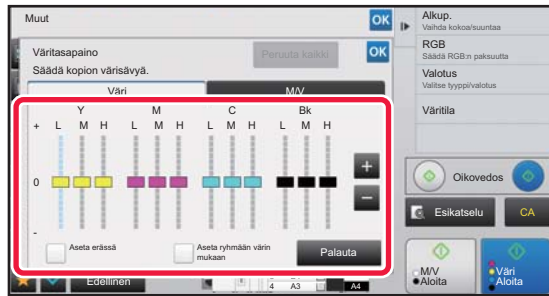 Muut
OK
Väritasapaino
Peruuta kaikki
OK
Säädä kopion värisävyä.
Väri
M/V
Y
M
C
Bk
+ L M H L M H L M H L M H
+
0
-
-
Aseta erässä
Aseta ryhmään värin
mukaan
Palauta
Edellinen
4 A3
A4
Alkup.
Vaihda kokoa/suuntaa
RGB
Säädä RGB:n paksuutta
Valotus
Valitse tyyppi/valotus
Väritila
Oikovedos
Esikatselu
CA
M/V
Aloita
Väri
Aloita